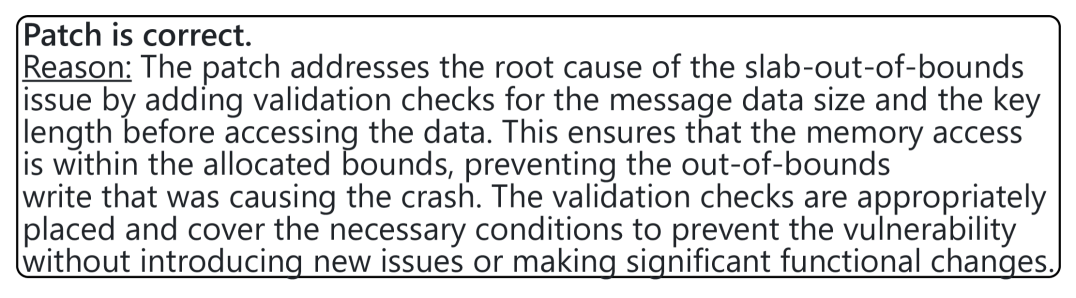 Patch is correct.
Reason: The patch addresses the root cause of the slab-out-of-bounds
issue by adding validation checks for the message data size and the key
length before accessing the data. This ensures that the memory access
is within the allocated bounds, preventing the out-of-bounds
write that was causing the crash. The validation checks are appropriately
placed and cover the necessary conditions to prevent the vulnerability
without introducing new issues or making significant functional changes.